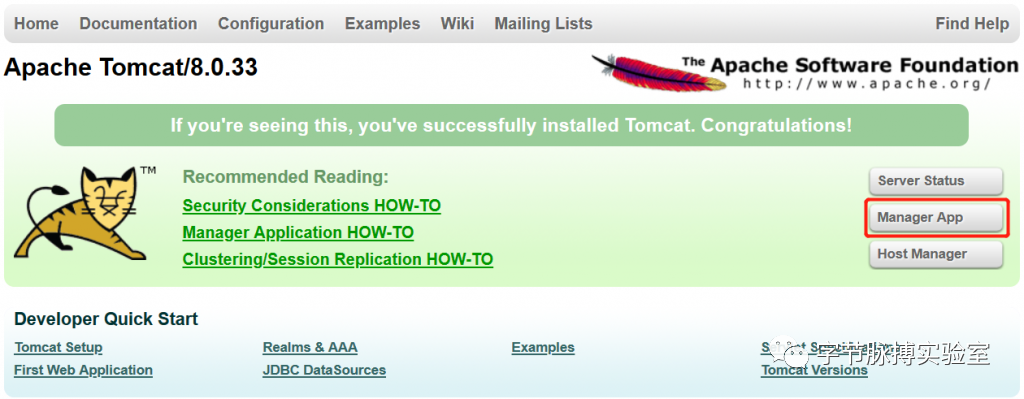 Home Documentation Configuration Examples Wiki Mailing Lists Find Help
Apache Tomcat/8.0.33
The Apache Software Foundation
http://www.apache.org/
If you're seeing this, you've successfully installed Tomcat. Congratulations!
TM
Recommended Reading:
Security Considerations HOW-TO
Manager Application HOW-TO
Clustering/Session Replication HOW-TO
Server Status
Manager App
Host Manager
Developer Quick Start
Tomcat Setup Realms & AAA Examples
First Web Application JDBC DataSources Tomcat Versions
字节脉搏实验室